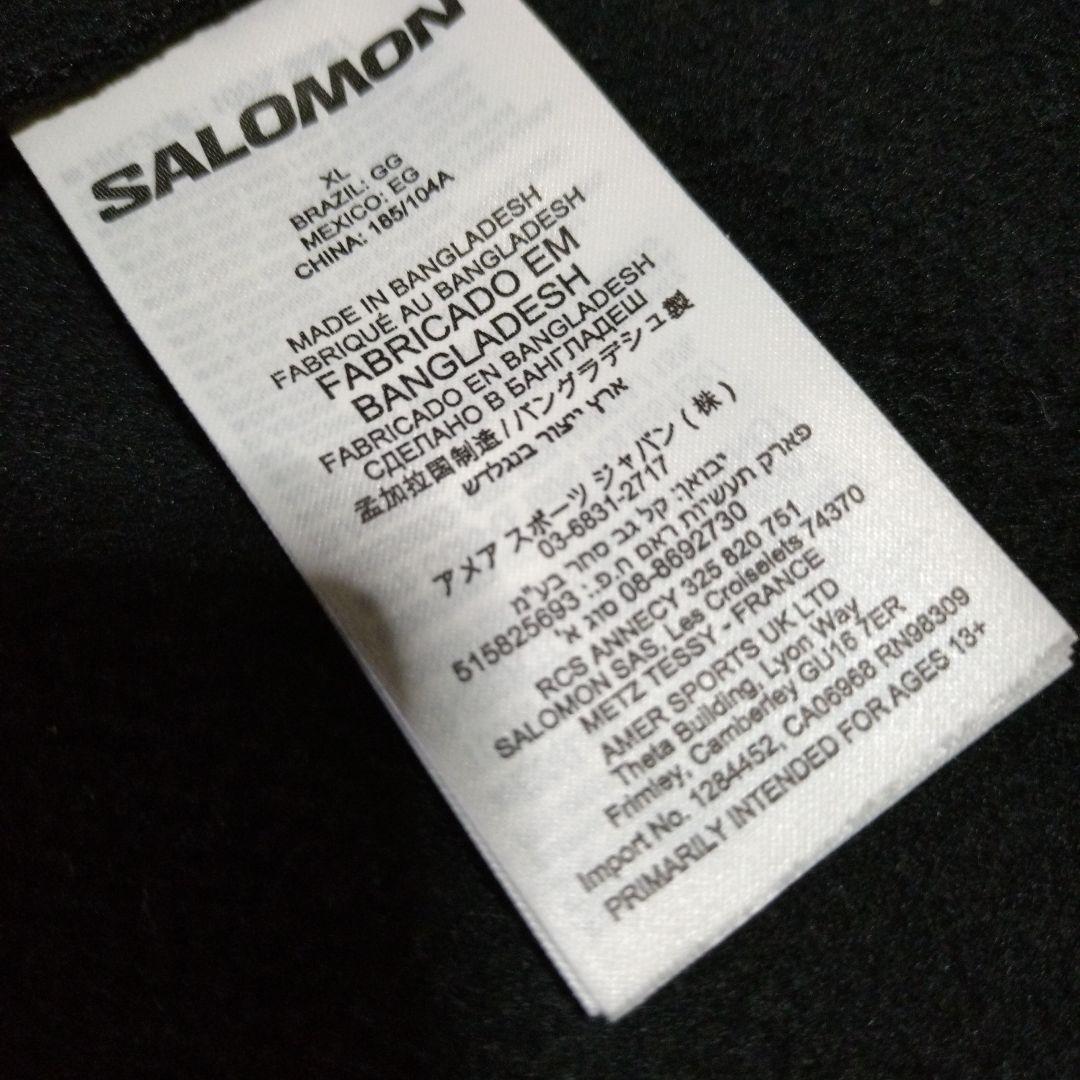 SALOMON
XL
BRAZIL: GG
MEXICO: EG
CHINA: 185/104A
MADE IN BANGLADESH
FABRIQUÉ AU BANGLADESH
FABRICADO EM
BANGLADESH
FABRICADO EN BANGLADESH
СДЕЛАНО В БАНГЛАДЕШ
孟加拉国制造/バングラデシュ製
ארץ ייצור בנגלדש
アメア スポーツ ジャパン (株)
03-6831-2717
יבואן: קל גב סחר בע"מ
פארק תעשיות ראם ח.פ.:
515825693 סוג א' 08-8692730
RCS ANNECY 325 820 751
SALOMON SAS, Les Croiselets 74370
METZ TESSY - FRANCE
AMER SPORTS UK LTD
Theta Building, Lyon Way
Frimley, Camberley GU16 7ER
Import No. 1284452, CA06968 RN98309
PRIMARILY INTENDED FOR AGES 13+